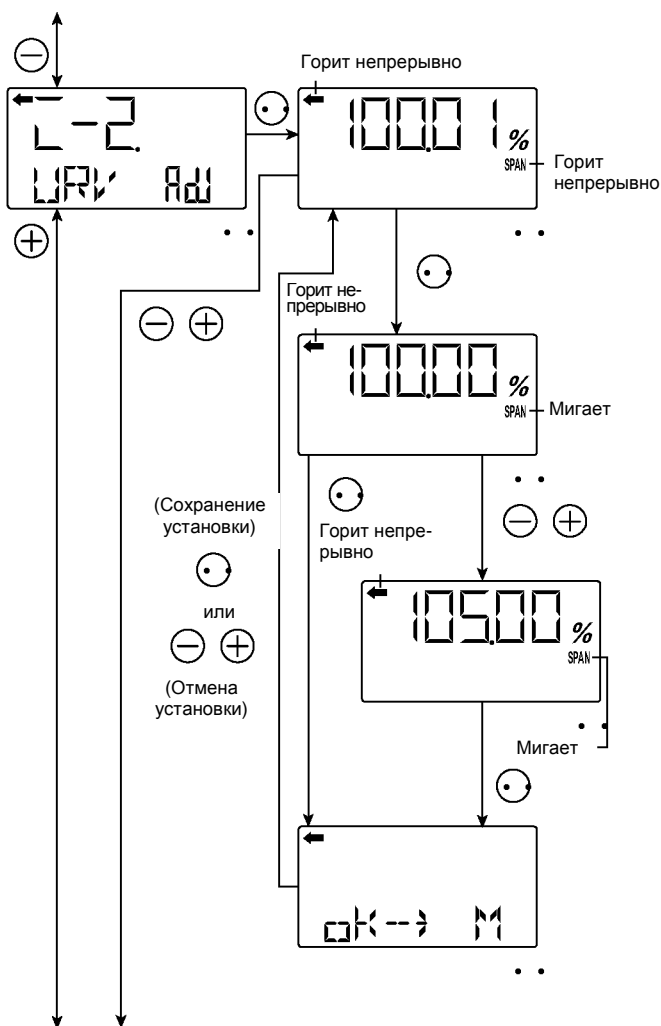 Горит непрерывно
-2.
URV Adj
100.01 %
SPAN
Горит
непрерывно
Горит не-
прерывно
100.00 %
SPAN
Мигает
(Сохранение
установки)
или
(Отмена
установки)
Горит непре-
рывно
105.00 %
SPAN
Мигает
oK--> M